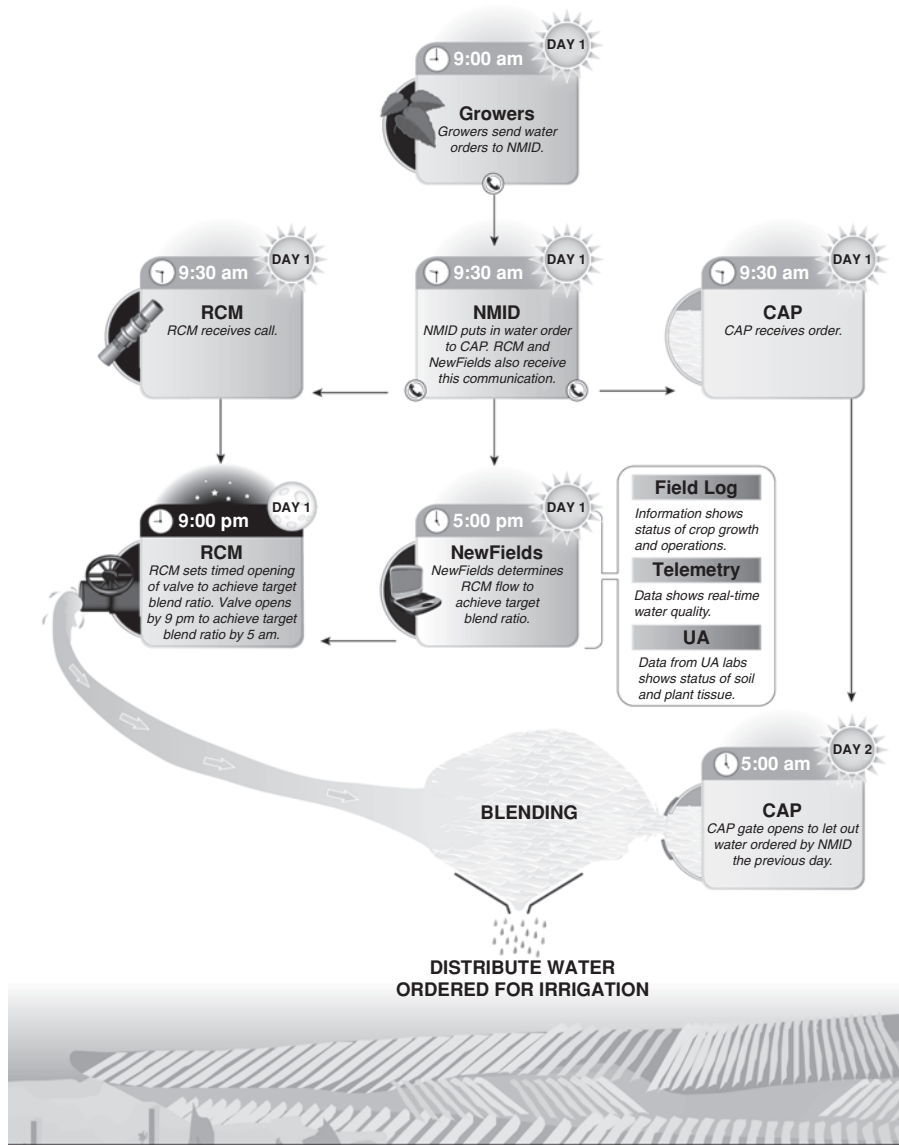 DAY 1
9:00 am
Growers
Growers send water
orders to NMID.
DAY 1
9:30 am
RCM
RCM receives call.
DAY 1
9:30 am
NMID
NMID puts in water order
to CAP. RCM and
NewFields also receive
this communication.
DAY 1
9:30 am
CAP
CAP receives order.
DAY 1
9:00 pm
RCM
RCM sets timed opening
of valve to achieve target
blend ratio. Valve opens
by 9 pm to achieve target
blend ratio by 5 am.
DAY 1
5:00 pm
NewFields
NewFields determines
RCM flow to
achieve target
blend ratio.
Field Log
Information shows
status of crop growth
and operations.
Telemetry
Data shows real-time
water quality.
UA
Data from UA labs
shows status of soil
and plant tissue.
DAY 2
5:00 am
CAP
CAP gate opens to let out
water ordered by NMID
the previous day.
BLENDING
DISTRIBUTE WATER
ORDERED FOR IRRIGATION